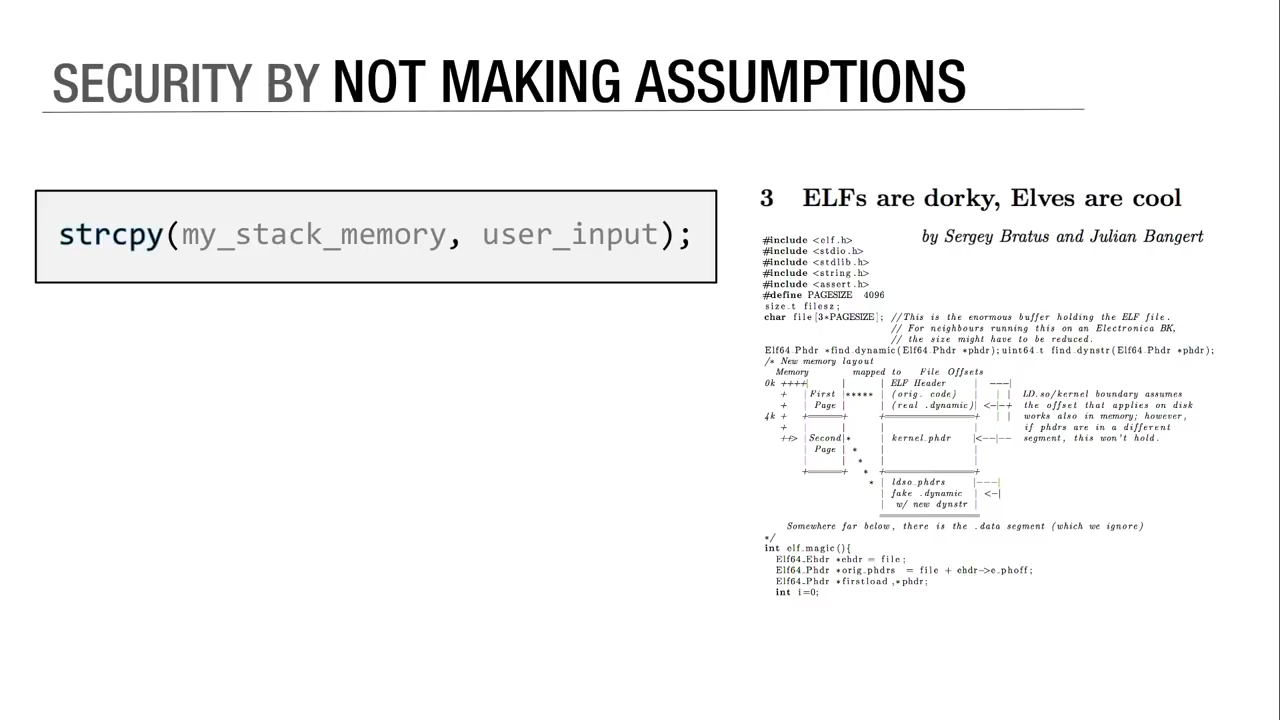 SECURITY BY NOT MAKING ASSUMPTIONS
strcpy(my_stack_memory, user_input);
3 ELFs are dorky, Elves are cool
by Sergey Bratus and Julian Bangert
#include <elf.h>
#include <stdio.h>
#include <stdlib.h>
#include <string.h>
#include <assert.h>
#define PAGESIZE 4096
size_t filesz;
char file[3*PAGESIZE]; //This is the enormous buffer holding the ELF file.
// For neighbours running this on an Electronica BK,
// the size might have to be reduced.
Elf64_Phdr *find_dynamic(Elf64_Phdr *phdr);uint64_t find_dynstr(Elf64_Phdr *phdr);
/* New memory layout
Memory mapped to File Offsets
0k ++++| | | ELF Header | ---|
+ | First |***** | (orig. code) | | | LD.so/kernel boundary assumes
+ | Page | | (real .dynamic)| <-|-+ the offset that applies on disk
4k + +=====+ +==========+ | | works also in memory; however,
+ | | | | if phdrs are in a different
++> | Second|* | kernel_phdr |<--|-- segment, this won't hold.
| Page | * | |
| | * | |
+=====+ * +==========+
* | ldso_phdrs |---|
| fake .dynamic | <-|
| w/ new dynstr |
==========
Somewhere far below, there is the .data segment (which we ignore)
*/
int elf_magic(){
Elf64_Ehdr *ehdr = file;
Elf64_Phdr *orig_phdrs = file + ehdr->e_phoff;
Elf64_Phdr *firstload,*phdr;
int i=0;